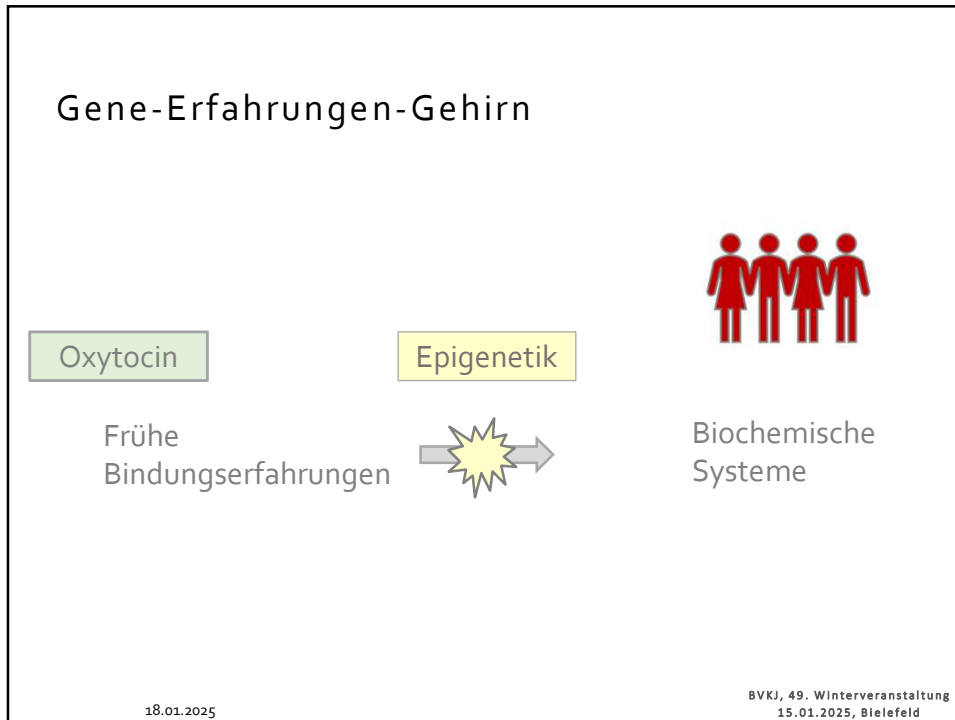 Gene-Erfahrungen-Gehirn
Oxytocin
Epigenetik
Frühe
Bindungserfahrungen
Biochemische
Systeme
18.01.2025
BVKJ, 49. Winterveranstaltung
15.01.2025, Bielefeld